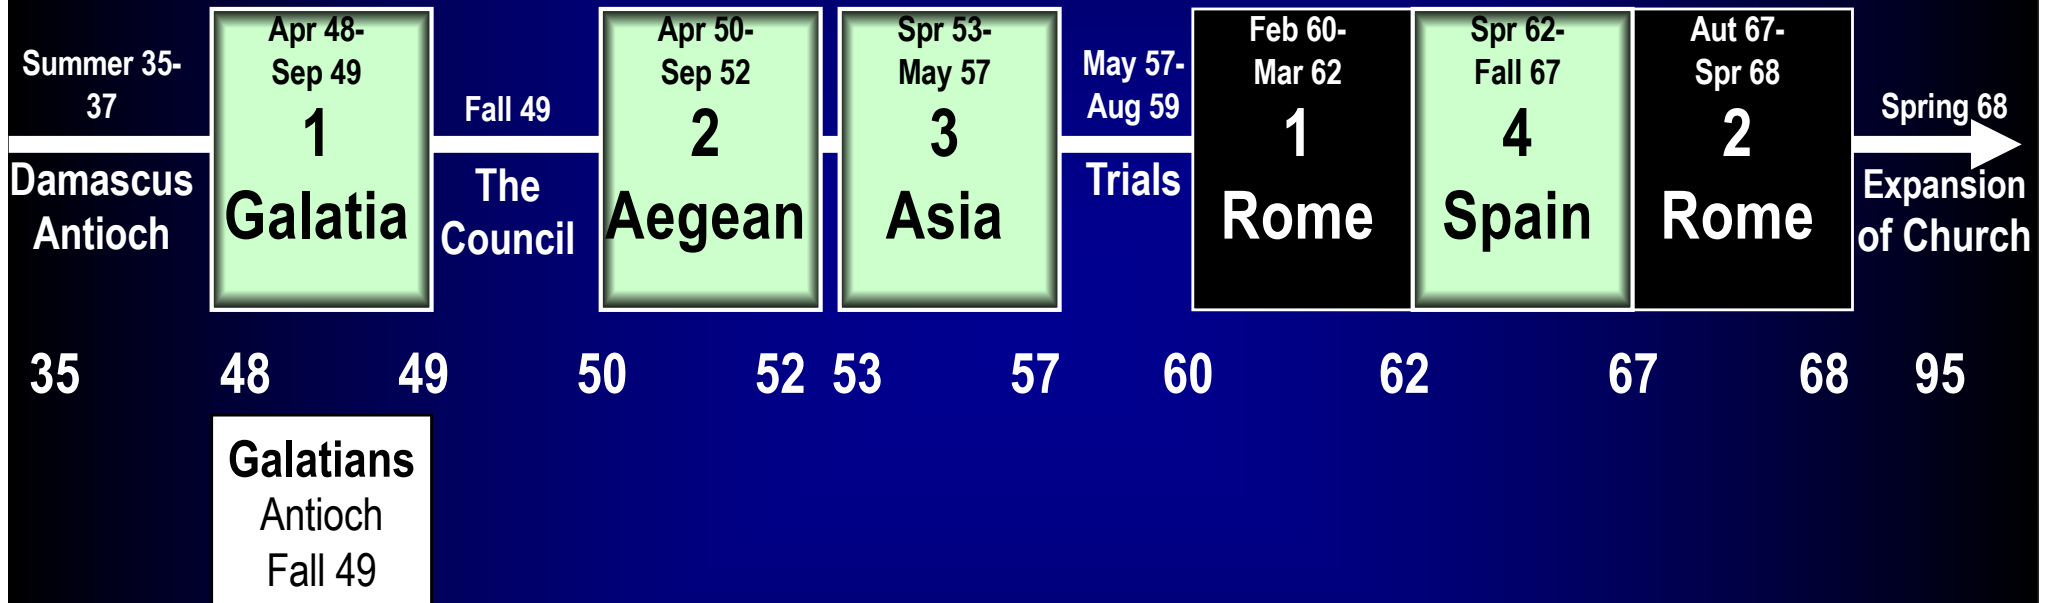 Summer 35-
37
Damascus
Antioch
Apr 48-
Sep 49
1
Galatia
Fall 49
The
Council
Apr 50-
Sep 52
2
Aegean
Spr 53-
May 57
3
Asia
May 57-
Aug 59
Trials
Feb 60-
Mar 62
1
Rome
Spr 62-
Fall 67
4
Spain
Aut 67-
Spr 68
2
Rome
Spring 68
Expansion
of Church
35 48 49 50 52 53 57 60 62 67 68 95
Galatians
Antioch
Fall 49